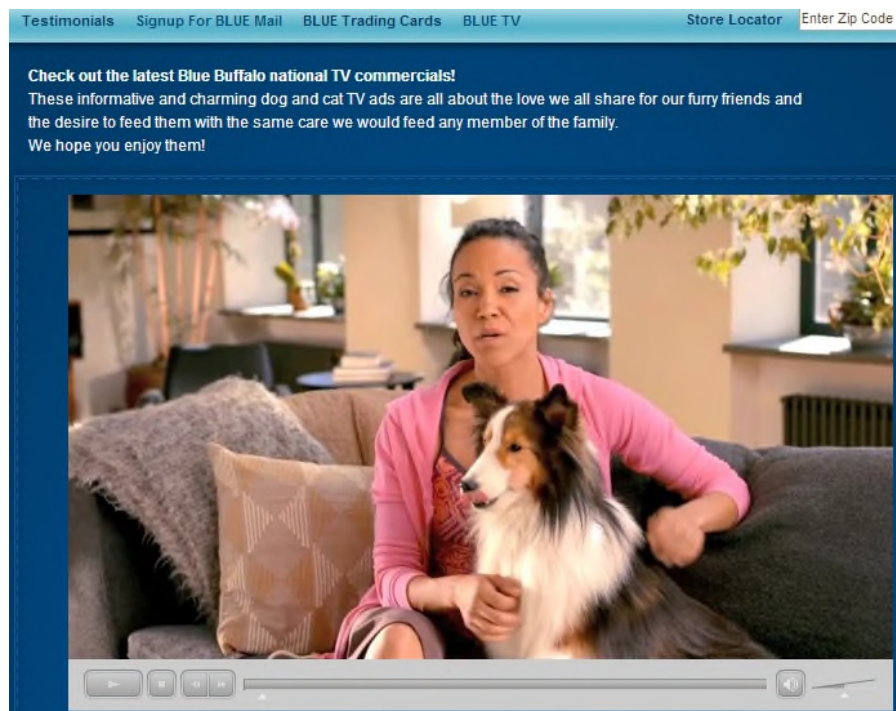 Testimonials Signup For BLUE Mail BLUE Trading Cards BLUE TV Store Locator Enter Zip Code
Check out the latest Blue Buffalo national TV commercials!
These informative and charming dog and cat TV ads are all about the love we all share for our furry friends and
the desire to feed them with the same care we would feed any member of the family.
We hope you enjoy them!